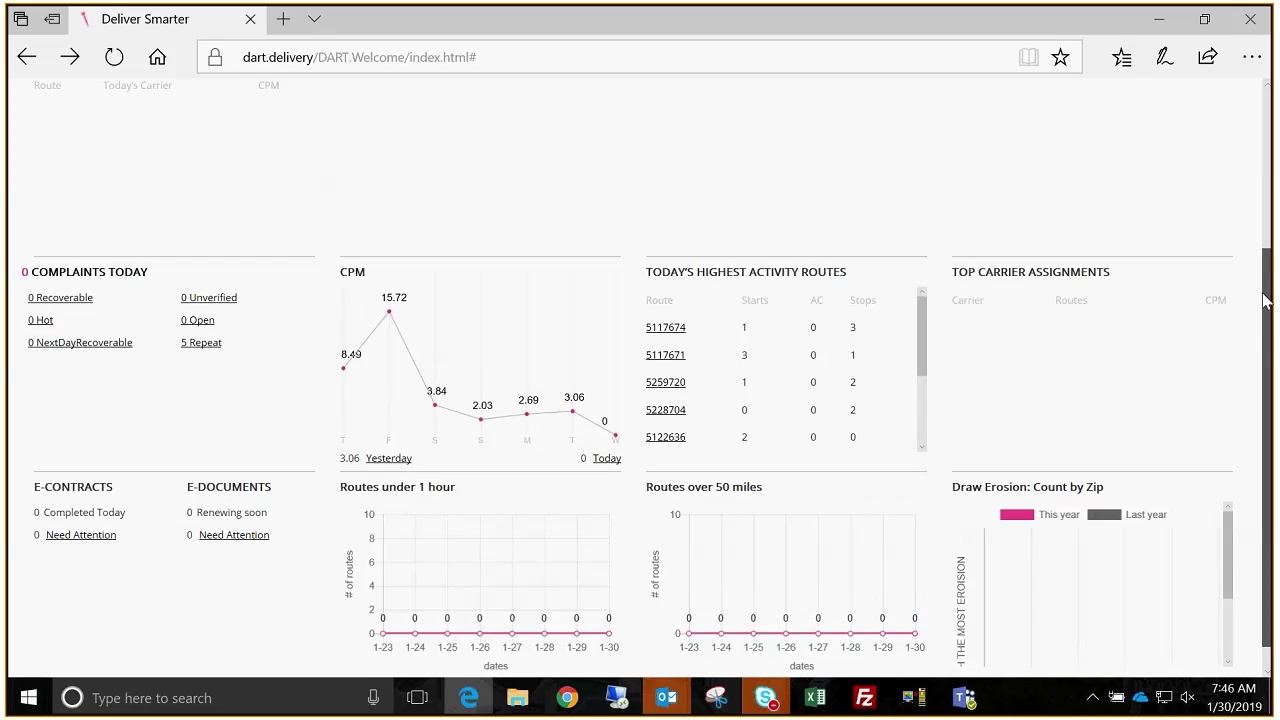 Deliver Smarter
dart.delivery/DART.Welcome/index.html#
Route Today's Carrier CPM
0 COMPLAINTS TODAY
0 Recoverable 0 Unverified
0 Hot 0 Open
0 NextDayRecoverable 5 Repeat
CPM
15.72
8.49
3.84
2.03
2.69
3.06
0
T F S S M T W
3.06 Yesterday 0 Today
TODAY'S HIGHEST ACTIVITY ROUTES
Route Starts AC Stops
5117674 1 0 3
5117671 3 0 1
5259720 1 0 2
5228704 0 0 2
5122636 2 0 0
TOP CARRIER ASSIGNMENTS
Carrier Routes CPM
E-CONTRACTS
0 Completed Today
0 Need Attention
E-DOCUMENTS
0 Renewing soon
0 Need Attention
Routes under 1 hour
# of routes
10
8
6
4
2
0
0 0 0 0 0 0 0 0
1-23 1-24 1-25 1-26 1-27 1-28 1-29 1-30
dates
Routes over 50 miles
# of routes
10
0
0 0 0 0 0 0 0 0
1-23 1-24 1-25 1-26 1-27 1-28 1-29 1-30
dates
Draw Erosion: Count by Zip
This year Last year
THE MOST EROISION
Type here to search
7:46 AM
1/30/2019